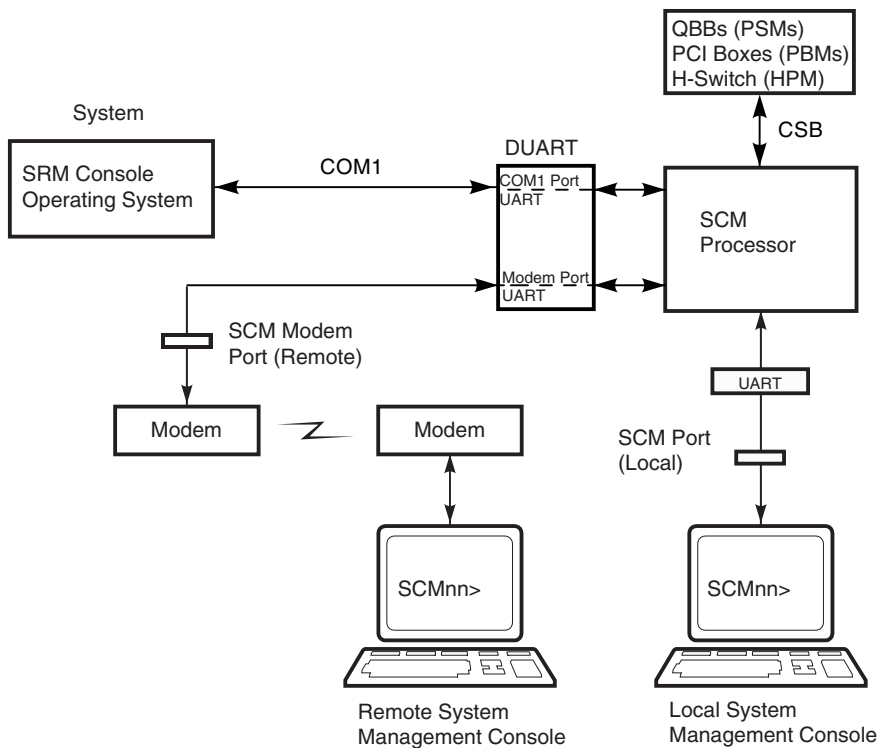 QBBs (PSMs)
PCI Boxes (PBMs)
H-Switch (HPM)
System
CSB
DUART
SRM Console
Operating System
COM1
COM1 Port
UART
SCM
Processor
Modem Port
UART
SCM Modem
Port (Remote)
UART
Modem
Modem
SCM Port
(Local)
SCMnn>
SCMnn>
Remote System
Management Console
Local System
Management Console